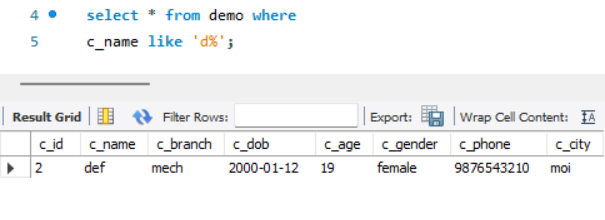 4 select * from demo where
5 c_name like 'd%';
Result Grid Filter Rows: Export: Wrap Cell Content: IA
c_id c_name c_branch c_dob c_age c_gender c_phone c_city
2 def mech 2000-01-12 19 female 9876543210 moi